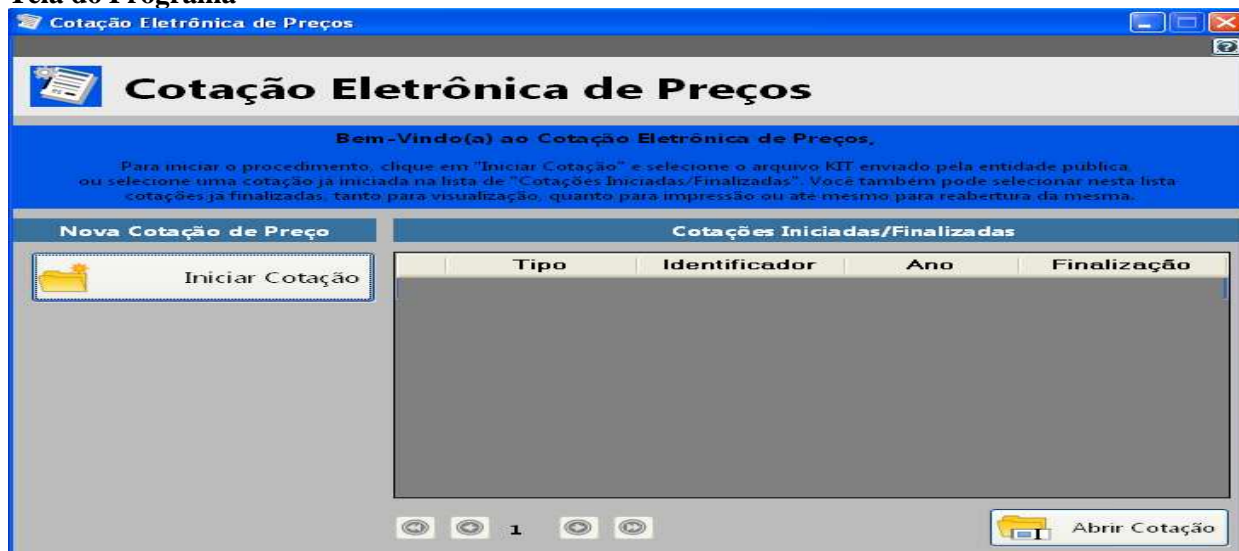 Tela do Programa
Cotação Eletrônica de Preços
Cotação Eletrônica de Preços
Bem-Vindo(a) ao Cotação Eletrônica de Preços,
Para iniciar o procedimento, clique em "Iniciar Cotação" e selecione o arquivo KIT enviado pela entidade pública,
ou selecione uma cotação já iniciada na lista de "Cotações Iniciadas/Finalizadas". Você também pode selecionar nesta lista
cotações já finalizadas, tanto para visualização, quanto para impressão ou até mesmo para reabertura da mesma.
Nova Cotação de Preço
Cotações Iniciadas/Finalizadas
Iniciar Cotação
Tipo Identificador Ano Finalização
1
Abrir Cotação